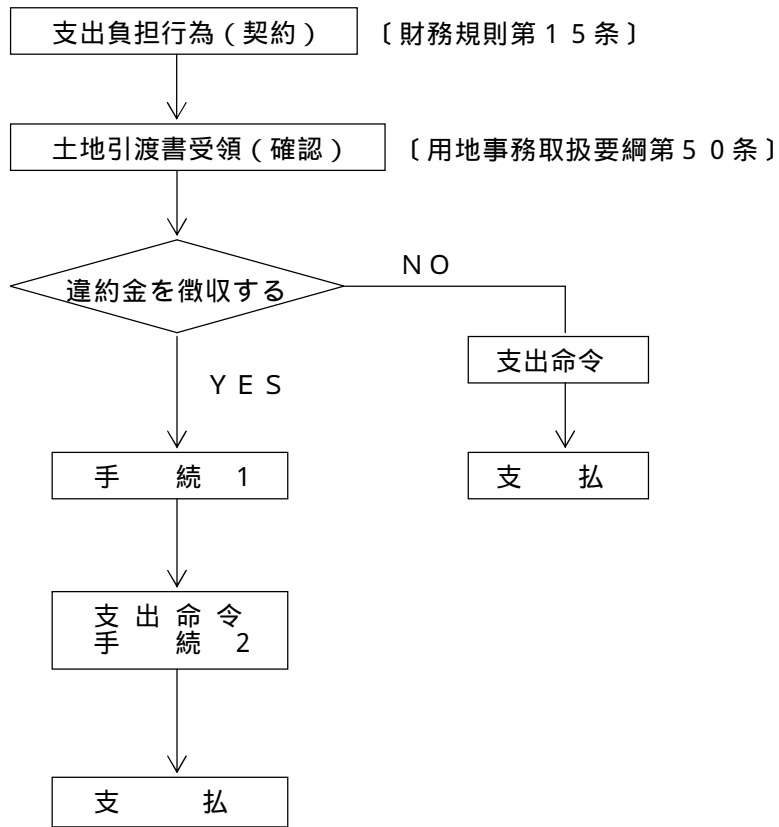 支出負担行為（契約）〔財務規則第１５条〕
土地引渡書受領（確認）〔用地事務取扱要綱第５０条〕
違約金を徴収する
ＮＯ
支出命令
ＹＥＳ
手　続　１
支　払
支 出 命 令
手　続　２
支　払